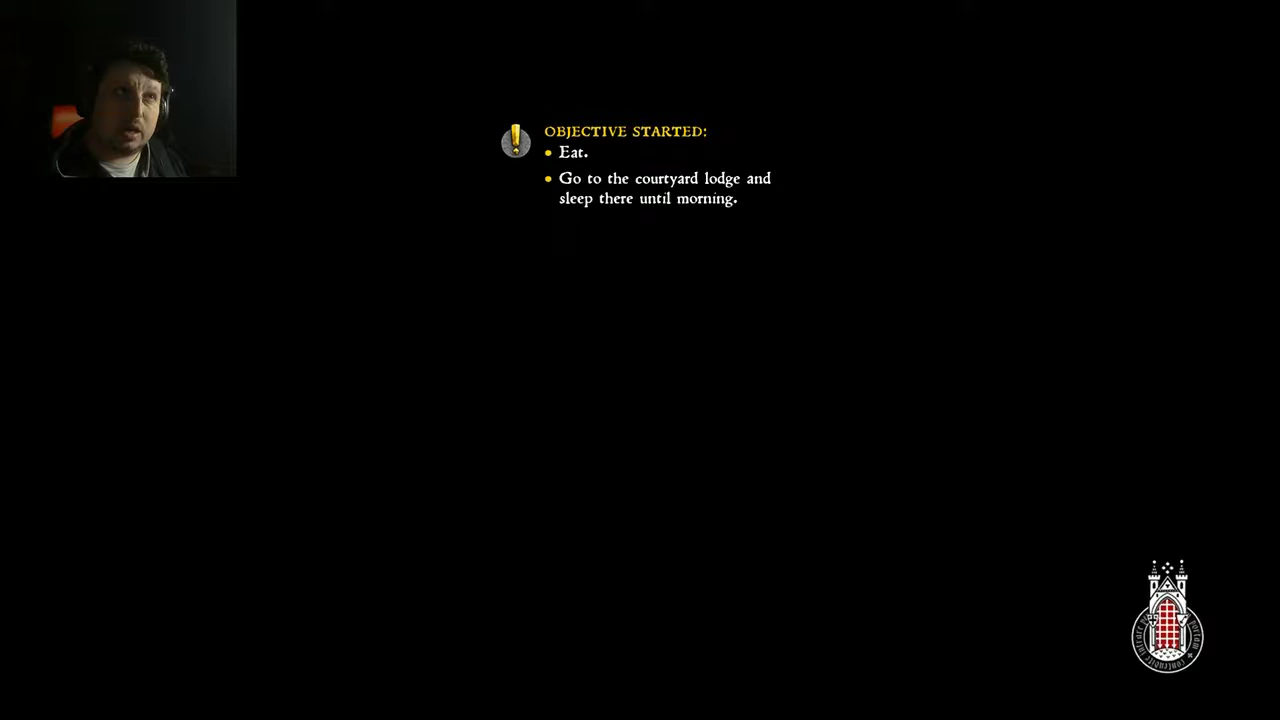 OBJECTIVE STARTED:
Eat.
Go to the courtyard lodge and
sleep there until morning.